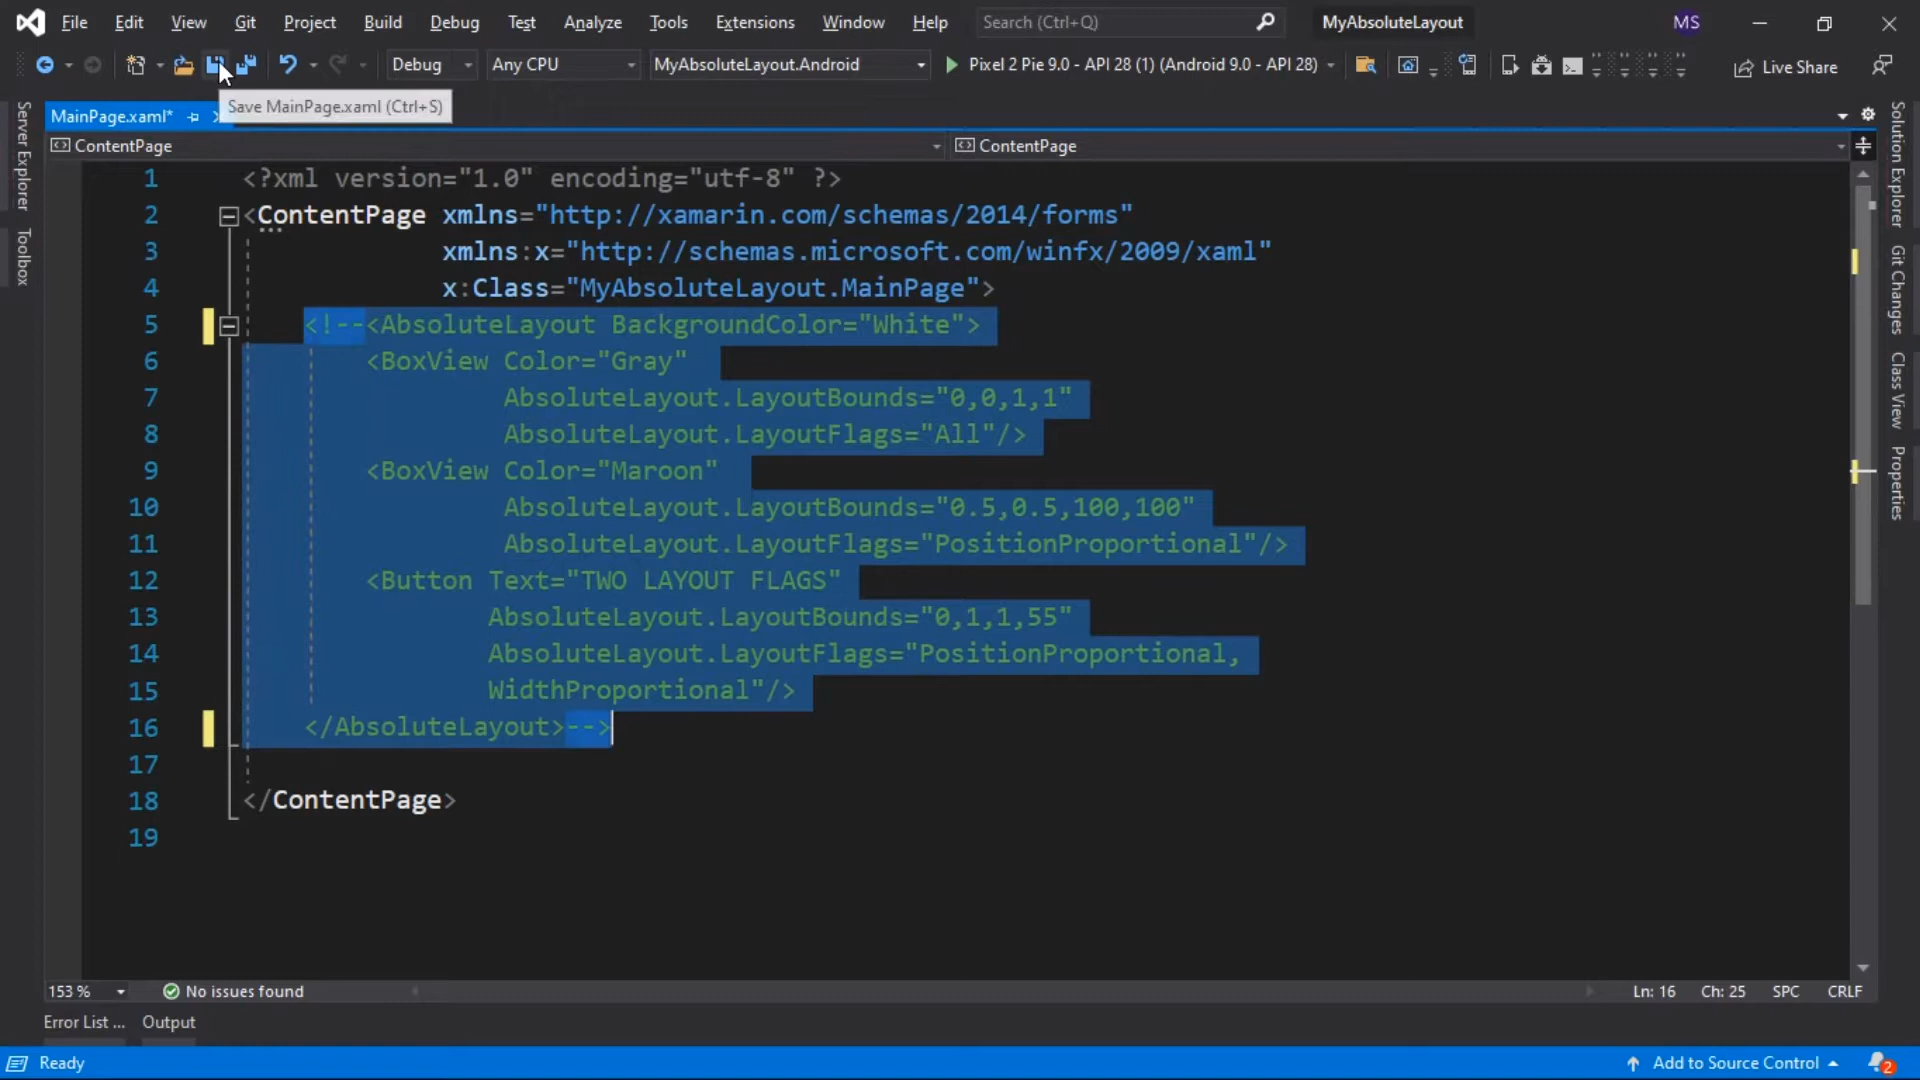 File Edit View Git Project Build Debug Test Analyze Tools Extensions Window Help Search (Ctrl+Q) MyAbsoluteLayout MS
Debug Any CPU MyAbsoluteLayout.Android Pixel 2 Pie 9.0 - API 28 (1) (Android 9.0 - API 28) Live Share
Save MainPage.xaml (Ctrl+S)
MainPage.xaml*
ContentPage ContentPage
Server Explorer
Toolbox
1 <?xml version="1.0" encoding="utf-8" ?>
2 <ContentPage xmlns="http://xamarin.com/schemas/2014/forms"
3 xmlns:x="http://schemas.microsoft.com/winfx/2009/xaml"
4 x:Class="MyAbsoluteLayout.MainPage">
5 <!--<AbsoluteLayout BackgroundColor="White">
6 <BoxView Color="Gray"
7 AbsoluteLayout.LayoutBounds="0,0,1,1"
8 AbsoluteLayout.LayoutFlags="All"/>
9 <BoxView Color="Maroon"
10 AbsoluteLayout.LayoutBounds="0.5,0.5,100,100"
11 AbsoluteLayout.LayoutFlags="PositionProportional"/>
12 <Button Text="TWO LAYOUT FLAGS"
13 AbsoluteLayout.LayoutBounds="0,1,1,55"
14 AbsoluteLayout.LayoutFlags="PositionProportional,
15 WidthProportional"/>
16 </AbsoluteLayout>-->
17
18 </ContentPage>
19
Solution Explorer
Git Changes
Class View
Properties
153 % No issues found Ln: 16 Ch: 25 SPC CRLF
Error List ... Output
Ready Add to Source Control 2